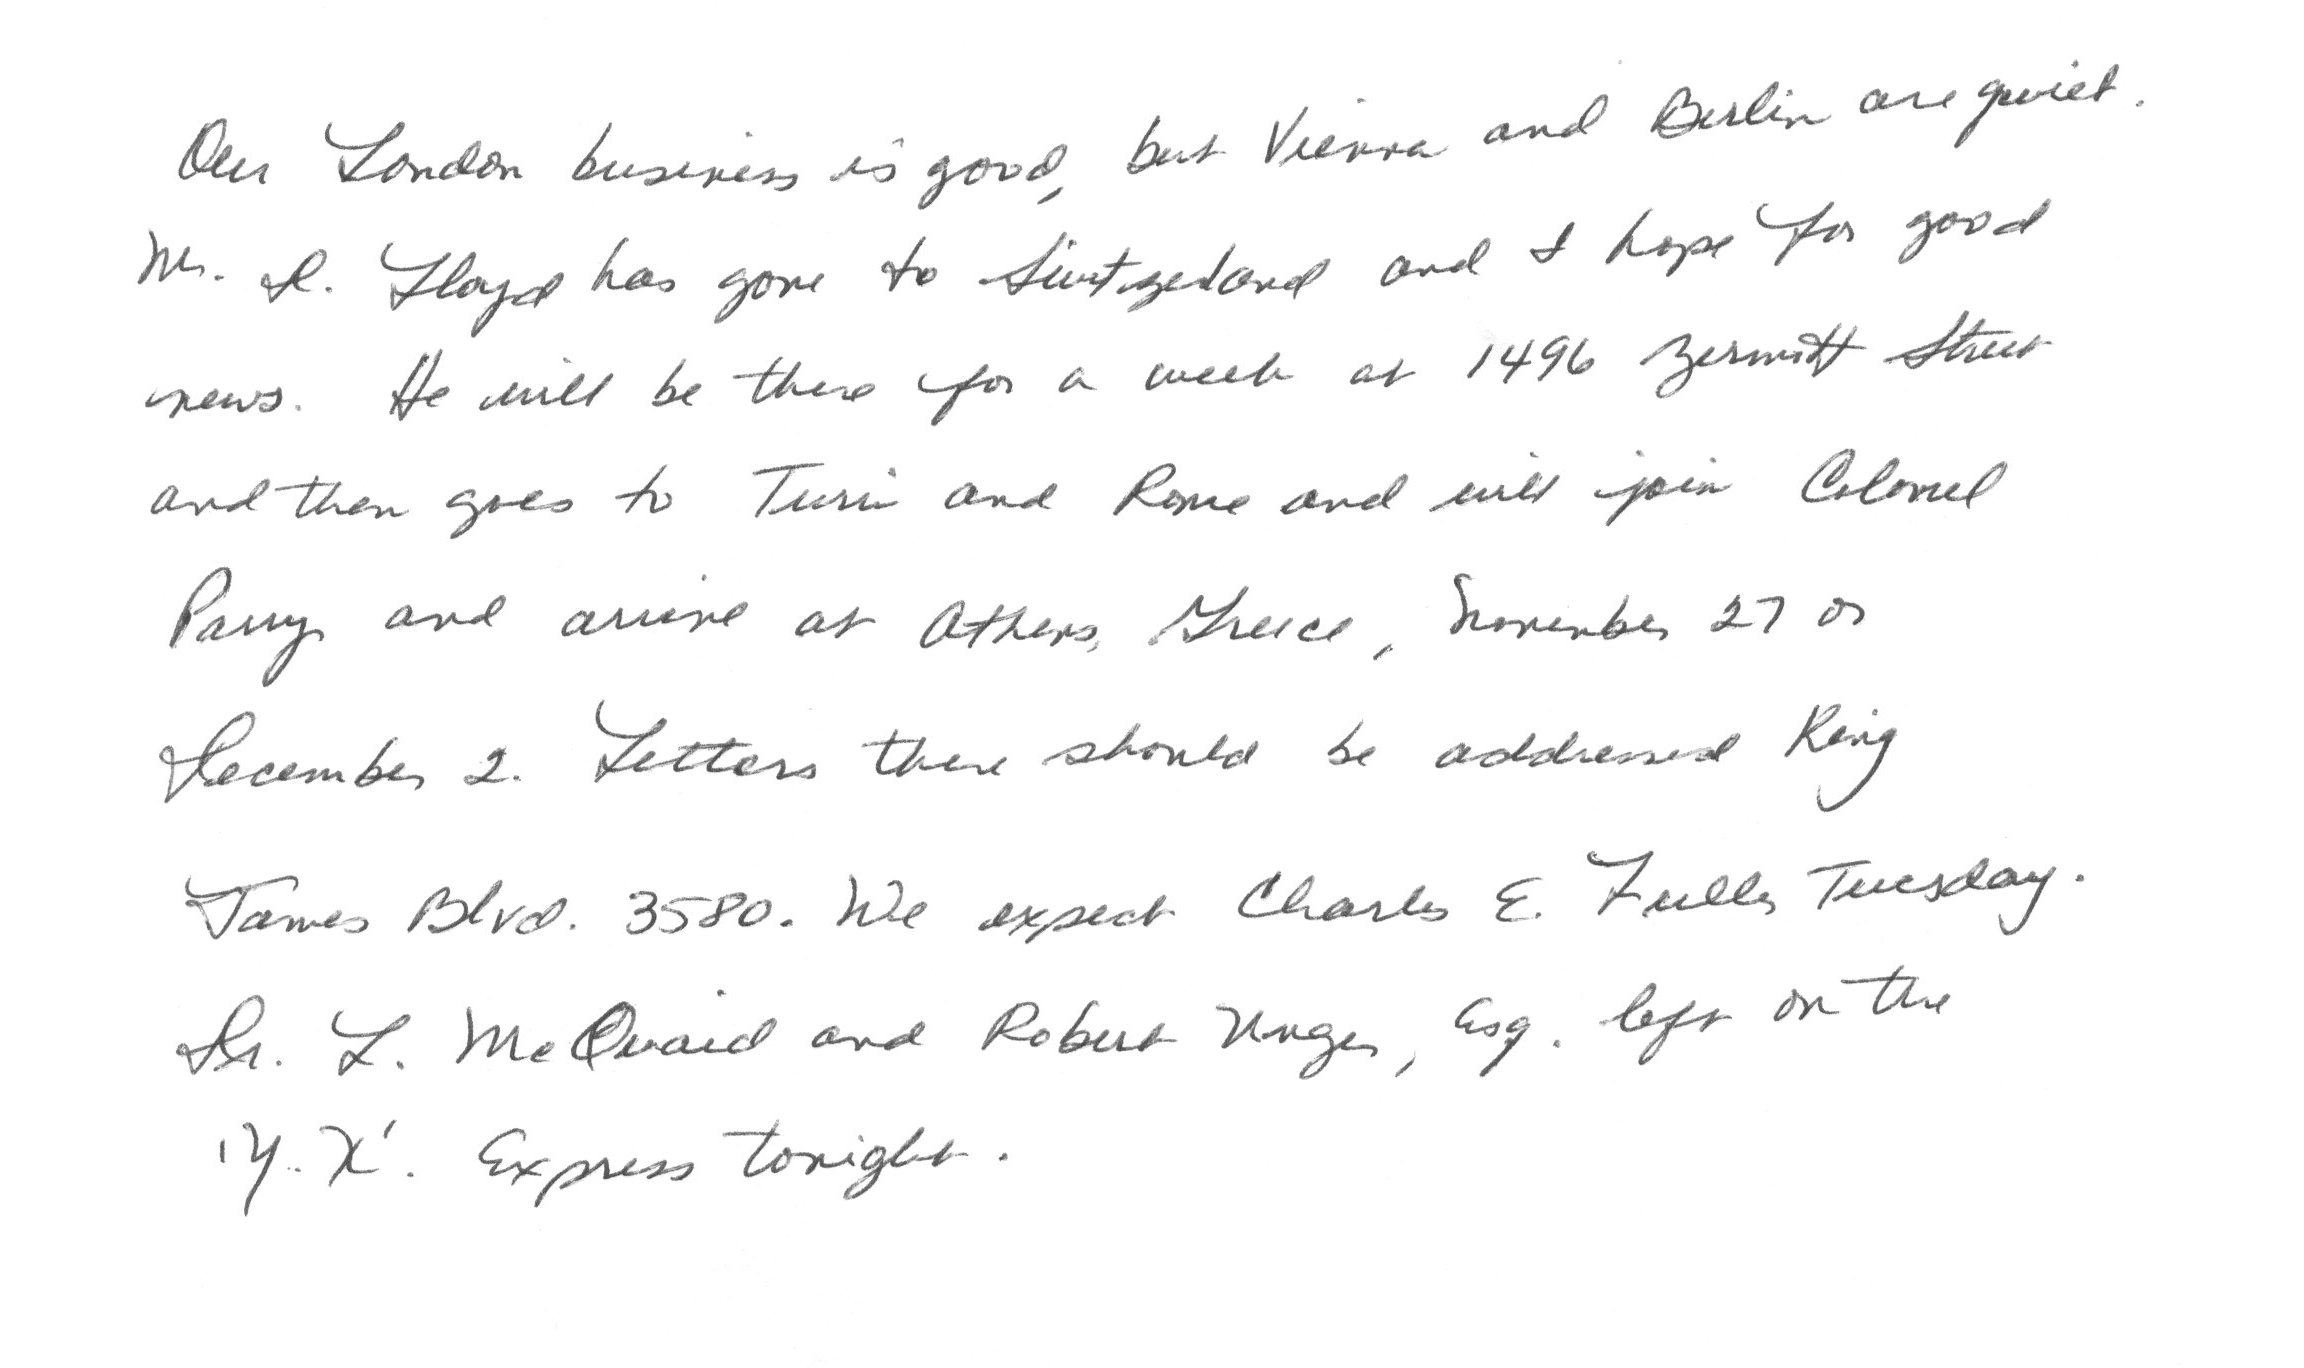 Our London business is good, but Vienna and Berlin are quiet.
Mr. D. Lloyd has gone to Switzerland and I hope for good
news. He will be there for a week at 1496 Zermott Street
and then goes to Turin and Rome and will join Colonel
Parry and arrive at Athens, Greece, November 27 or
December 2. Letters there should be addressed King
James Blvd. 3580. We expect Charles E. Fuller Tuesday.
Dr. L. McQuaid and Robert Unger, Esq. left on the
'Y.X'. Express tonight.